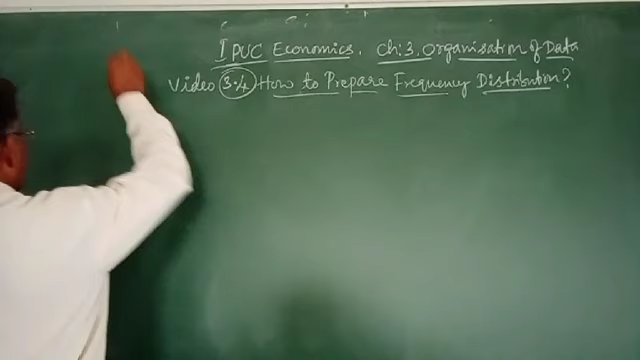 I PUC Economics. Ch:3. Organisation of Data
Video 3.4 How to Prepare Frequency Distribution?